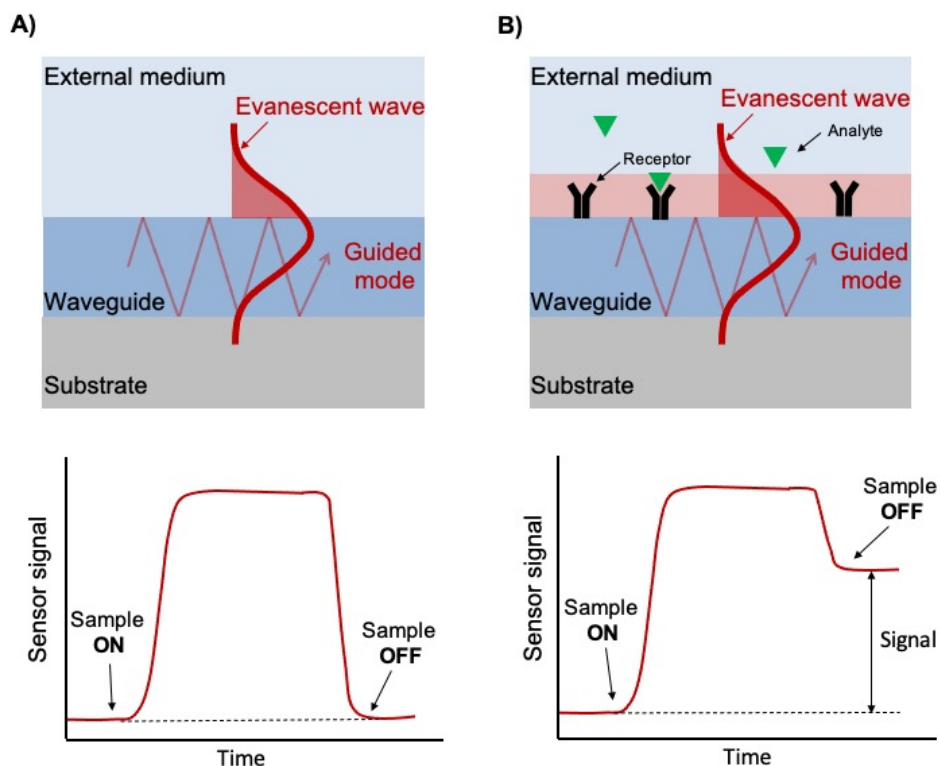 A)
External medium
Evanescent wave
Guided
mode
Waveguide
Substrate
Sensor signal
Sample
ON
Sample
OFF
Time
B)
External medium
Evanescent wave
Analyte
Receptor
Guided
mode
Waveguide
Substrate
Sensor signal
Sample
ON
Sample
OFF
Signal
Time